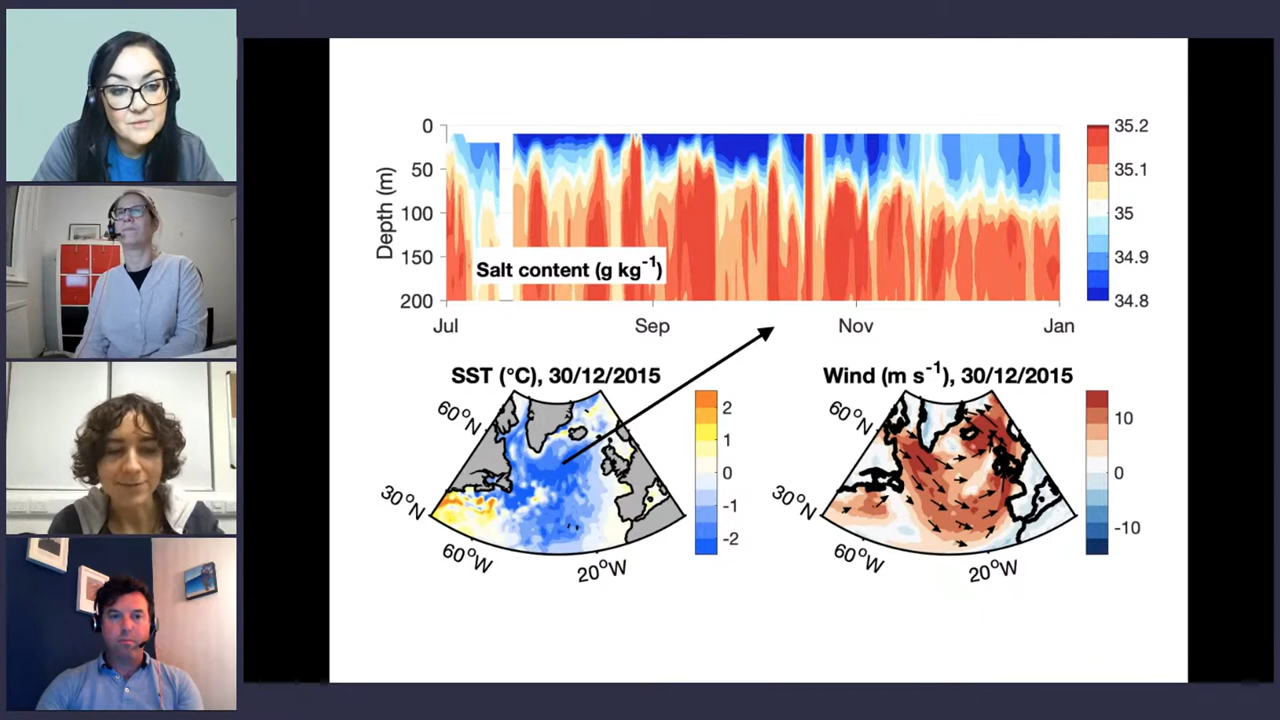 0
50
100
150
200
Depth (m)
Salt content (g kg⁻¹)
Jul
Sep
Nov
Jan
35.2
35.1
35
34.9
34.8
SST (°C), 30/12/2015
60°N
30°N
60°W
20°W
2
1
0
-1
-2
Wind (m s⁻¹), 30/12/2015
60°N
30°N
60°W
20°W
10
0
-10